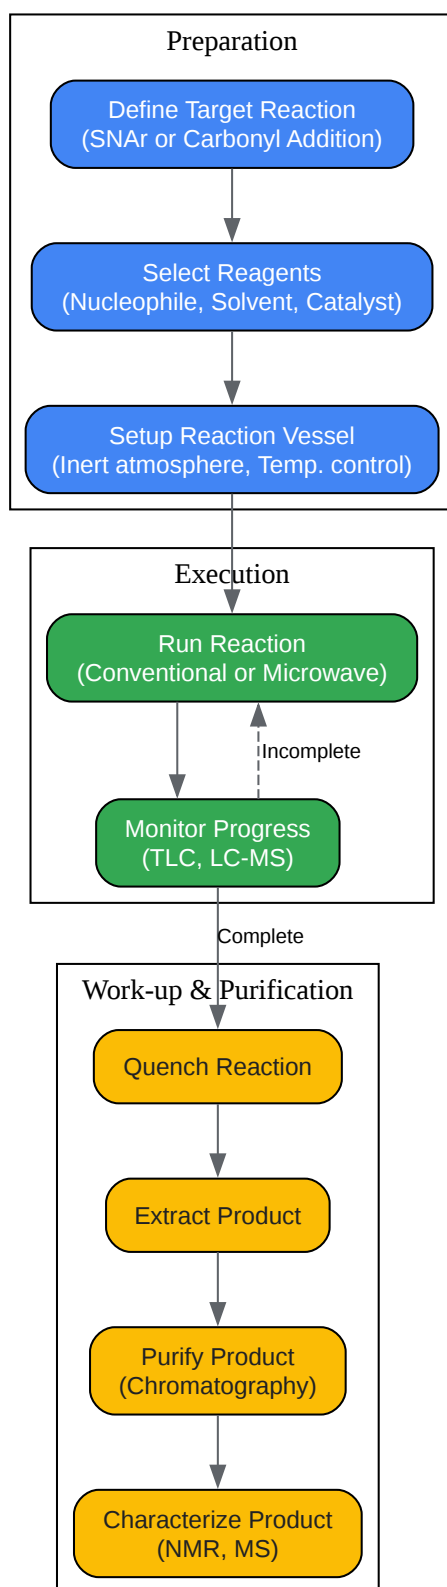 Preparation
Define Target Reaction
(SNAr or Carbonyl Addition)
Select Reagents
(Nucleophile, Solvent, Catalyst)
Setup Reaction Vessel
(Inert atmosphere, Temp. control)
Execution
Run Reaction
(Conventional or Microwave)
Incomplete
Monitor Progress
(TLC, LC-MS)
Complete
Work-up & Purification
Quench Reaction
Extract Product
Purify Product
(Chromatography)
Characterize Product
(NMR, MS)